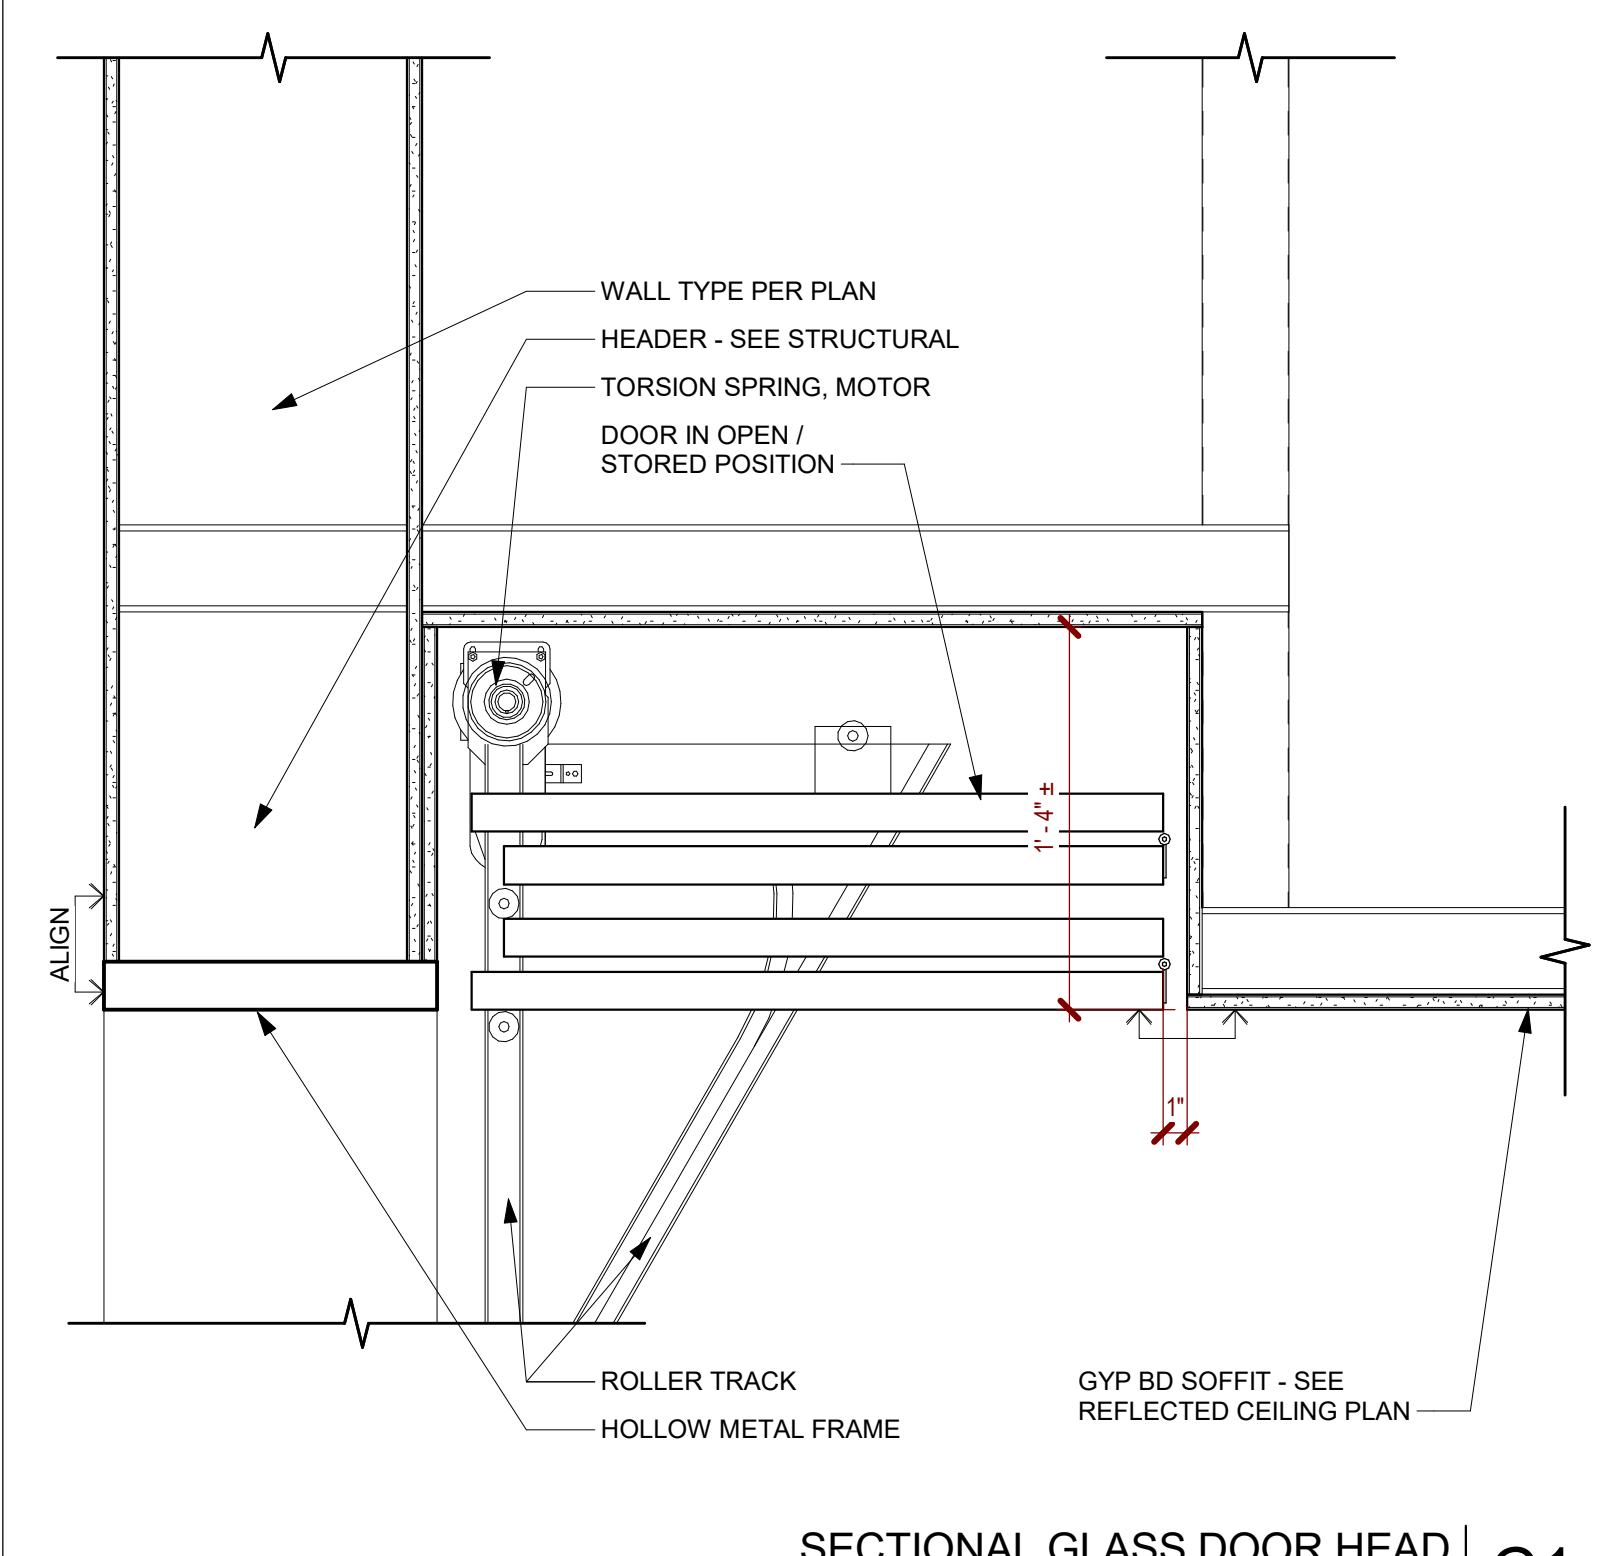 WALL TYPE PER PLAN
HEADER - SEE STRUCTURAL
TORSION SPRING, MOTOR
DOOR IN OPEN /
STORED POSITION
1' - 4" ±
ALIGN
1"
ROLLER TRACK
HOLLOW METAL FRAME
GYP BD SOFFIT - SEE
REFLECTED CEILING PLAN
SECTIONAL GLASS DOOR HEAD